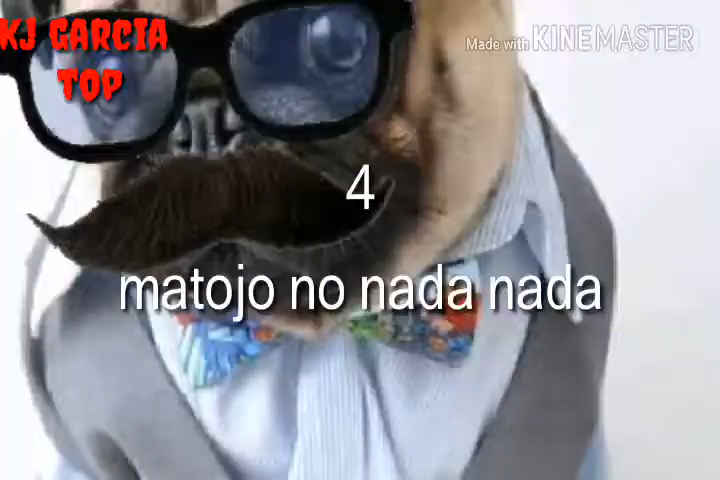 KJ GARCIA
TOP
Made with KINEMASTER
4
matojo no nada nada